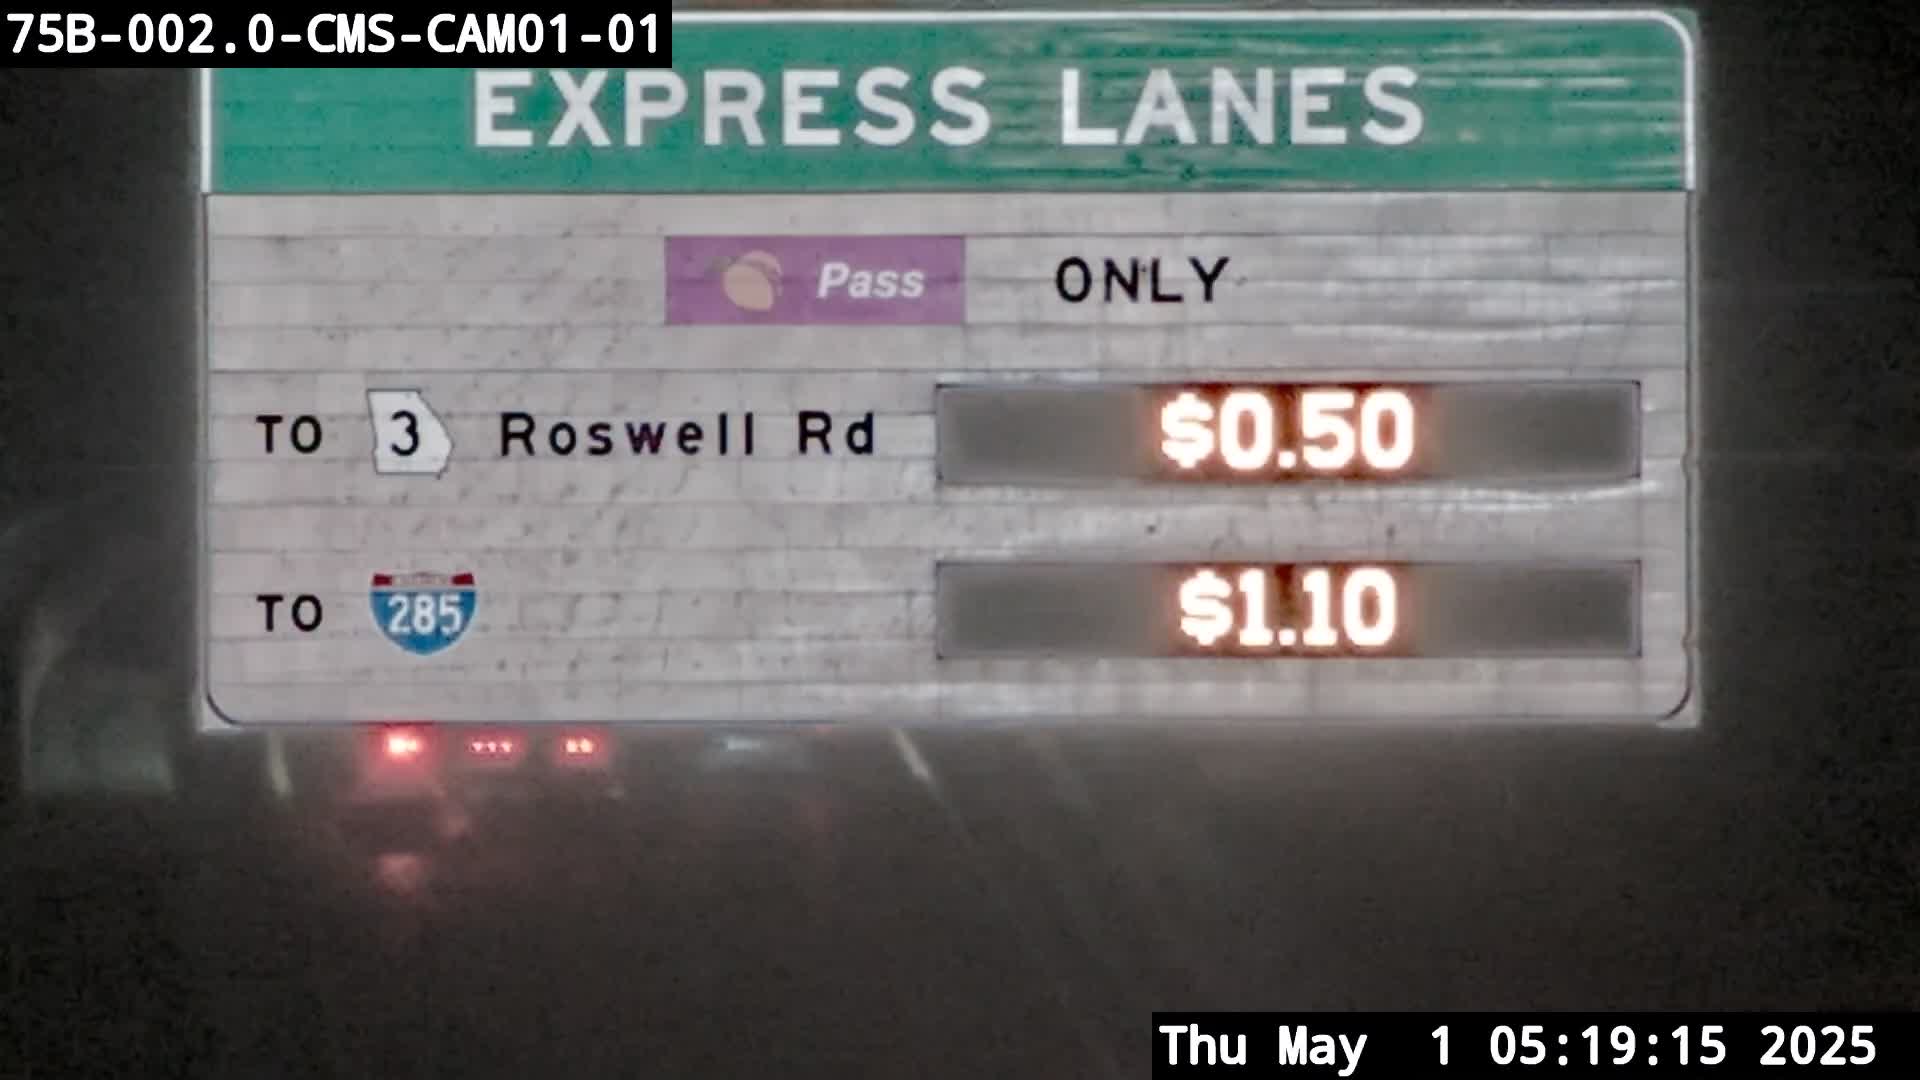 75B-002.0-CMS-CAM01-01
EXPRESS LANES
Pass ONLY
TO 3 Roswell Rd $0.50
TO 285 $1.10
Thu May 1 05:19:15 2025